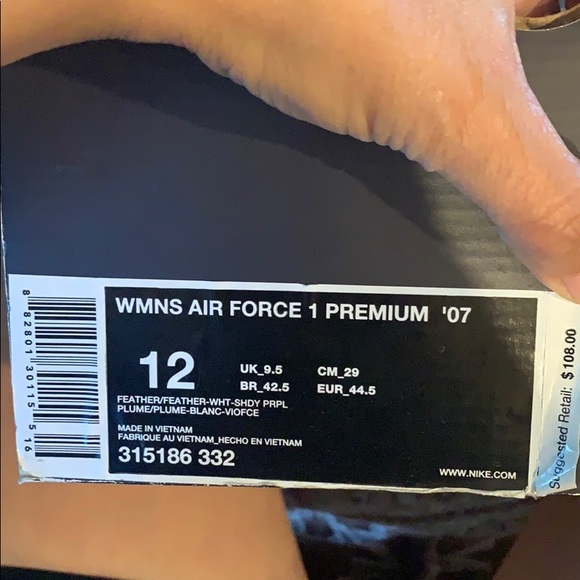 WMNS AIR FORCE 1 PREMIUM '07
12
UK_9.5 CM_29
BR_42.5 EUR_44.5
FEATHER/FEATHER-WHT-SHDY PRPL
PLUME/PLUME-BLANC-VIOFCE
MADE IN VIETNAM
FABRIQUE AU VIETNAM_HECHO EN VIETNAM
315186 332
WWW.NIKE.COM
8 82801 30115 5 16
Suggested Retail: $108.00